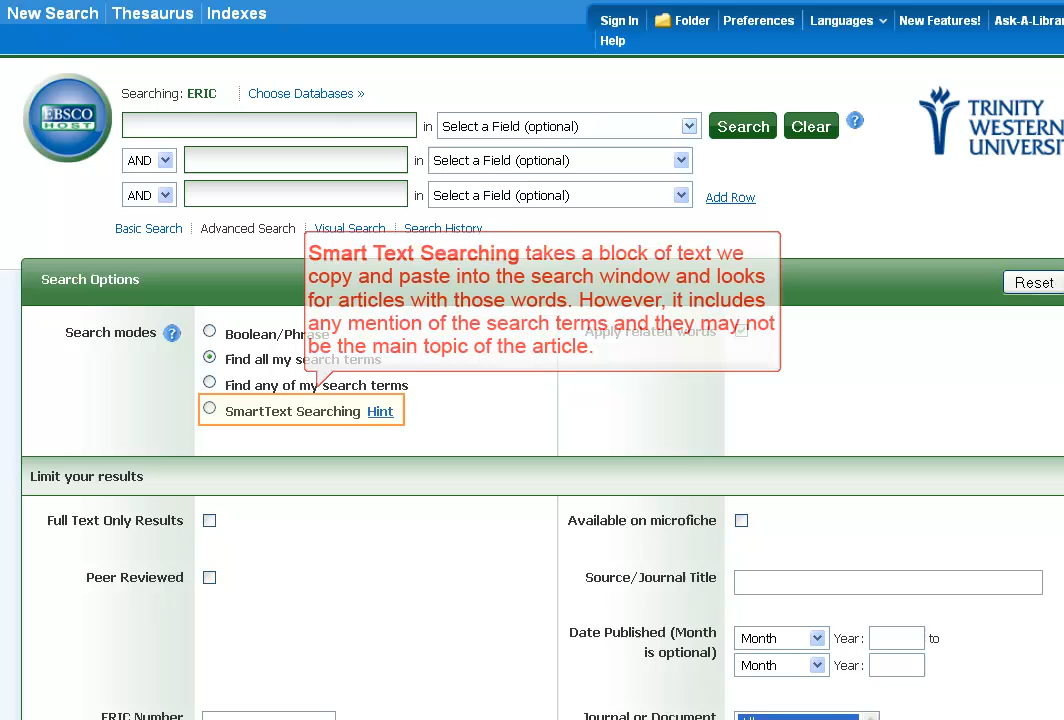 New Search Thesaurus Indexes
Sign In Folder Preferences Languages New Features! Ask-A-Librar
Help
Searching: ERIC Choose Databases »
EBSCO
HOST
in Select a Field (optional) Search Clear ?
TRINITY
WESTERN
UNIVERSIT
AND in Select a Field (optional)
AND in Select a Field (optional) Add Row
Basic Search Advanced Search Visual Search Search History
Smart Text Searching takes a block of text we
copy and paste into the search window and looks
for articles with those words. However, it includes
any mention of the search terms and they may not
be the main topic of the article.
Search Options Reset
Search modes ? Boolean/Phrase Apply related words
Find all my search terms
Find any of my search terms
SmartText Searching Hint
Limit your results
Full Text Only Results Available on microfiche
Peer Reviewed Source/Journal Title
Date Published (Month
is optional) Month Year: to
Month Year:
ERIC Number Journal or Document